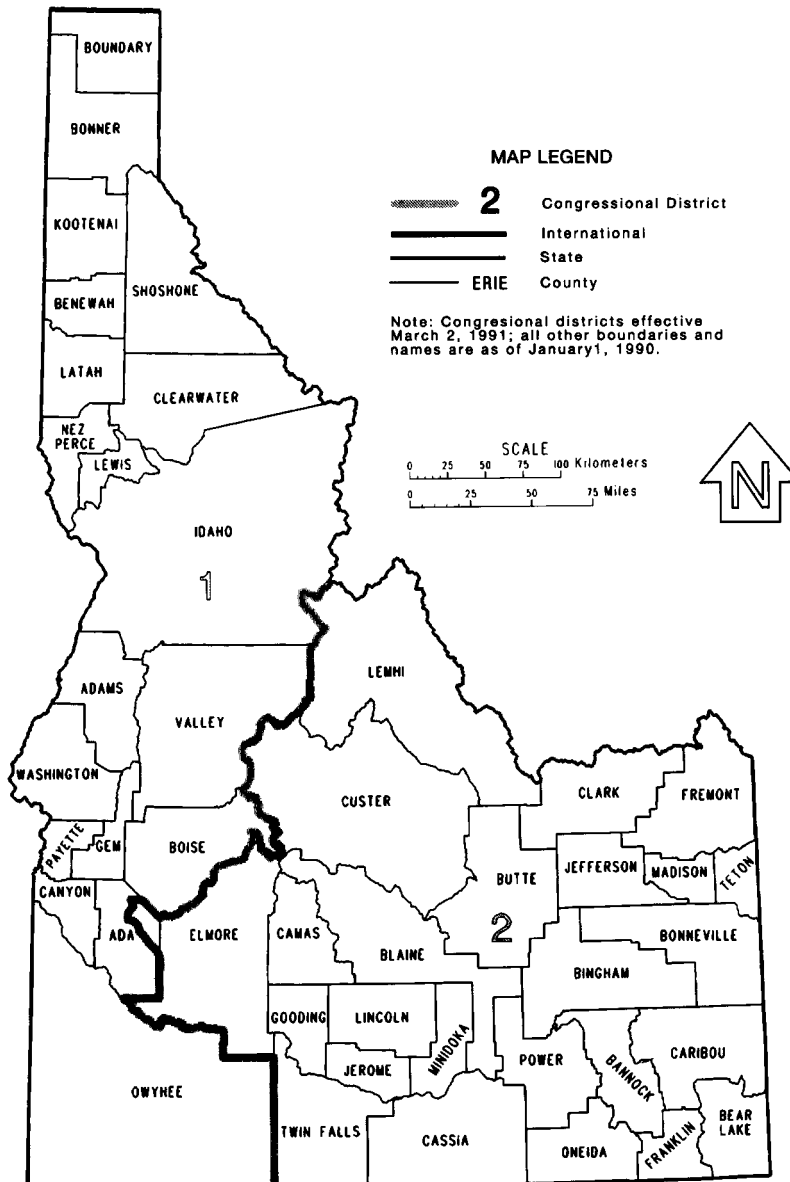 BOUNDARY
BONNER
MAP LEGEND
2 Congressional District
International
State
ERIE County
Note: Congresional districts effective
March 2, 1991; all other boundaries and
names are as of January1, 1990.
KOOTENAI
SHOSHONE
BENEWAH
LATAH
CLEARWATER
NEZ
PERCE
LEWIS
SCALE
0 25 50 75 100 Kilometers
0 25 50 75 Miles
N
IDAHO
1
LEMHI
ADAMS
VALLEY
WASHINGTON
CUSTER
CLARK
FREMONT
PAYETTE
GEM
BOISE
BUTTE
JEFFERSON
MADISON
TETON
CANYON
ADA
ELMORE
CAMAS
BLAINE
2
BONNEVILLE
BINGHAM
GOODING
LINCOLN
MINIDOKA
JEROME
POWER
BANNOCK
CARIBOU
OWYHEE
TWIN FALLS
CASSIA
ONEIDA
FRANKLIN
BEAR
LAKE